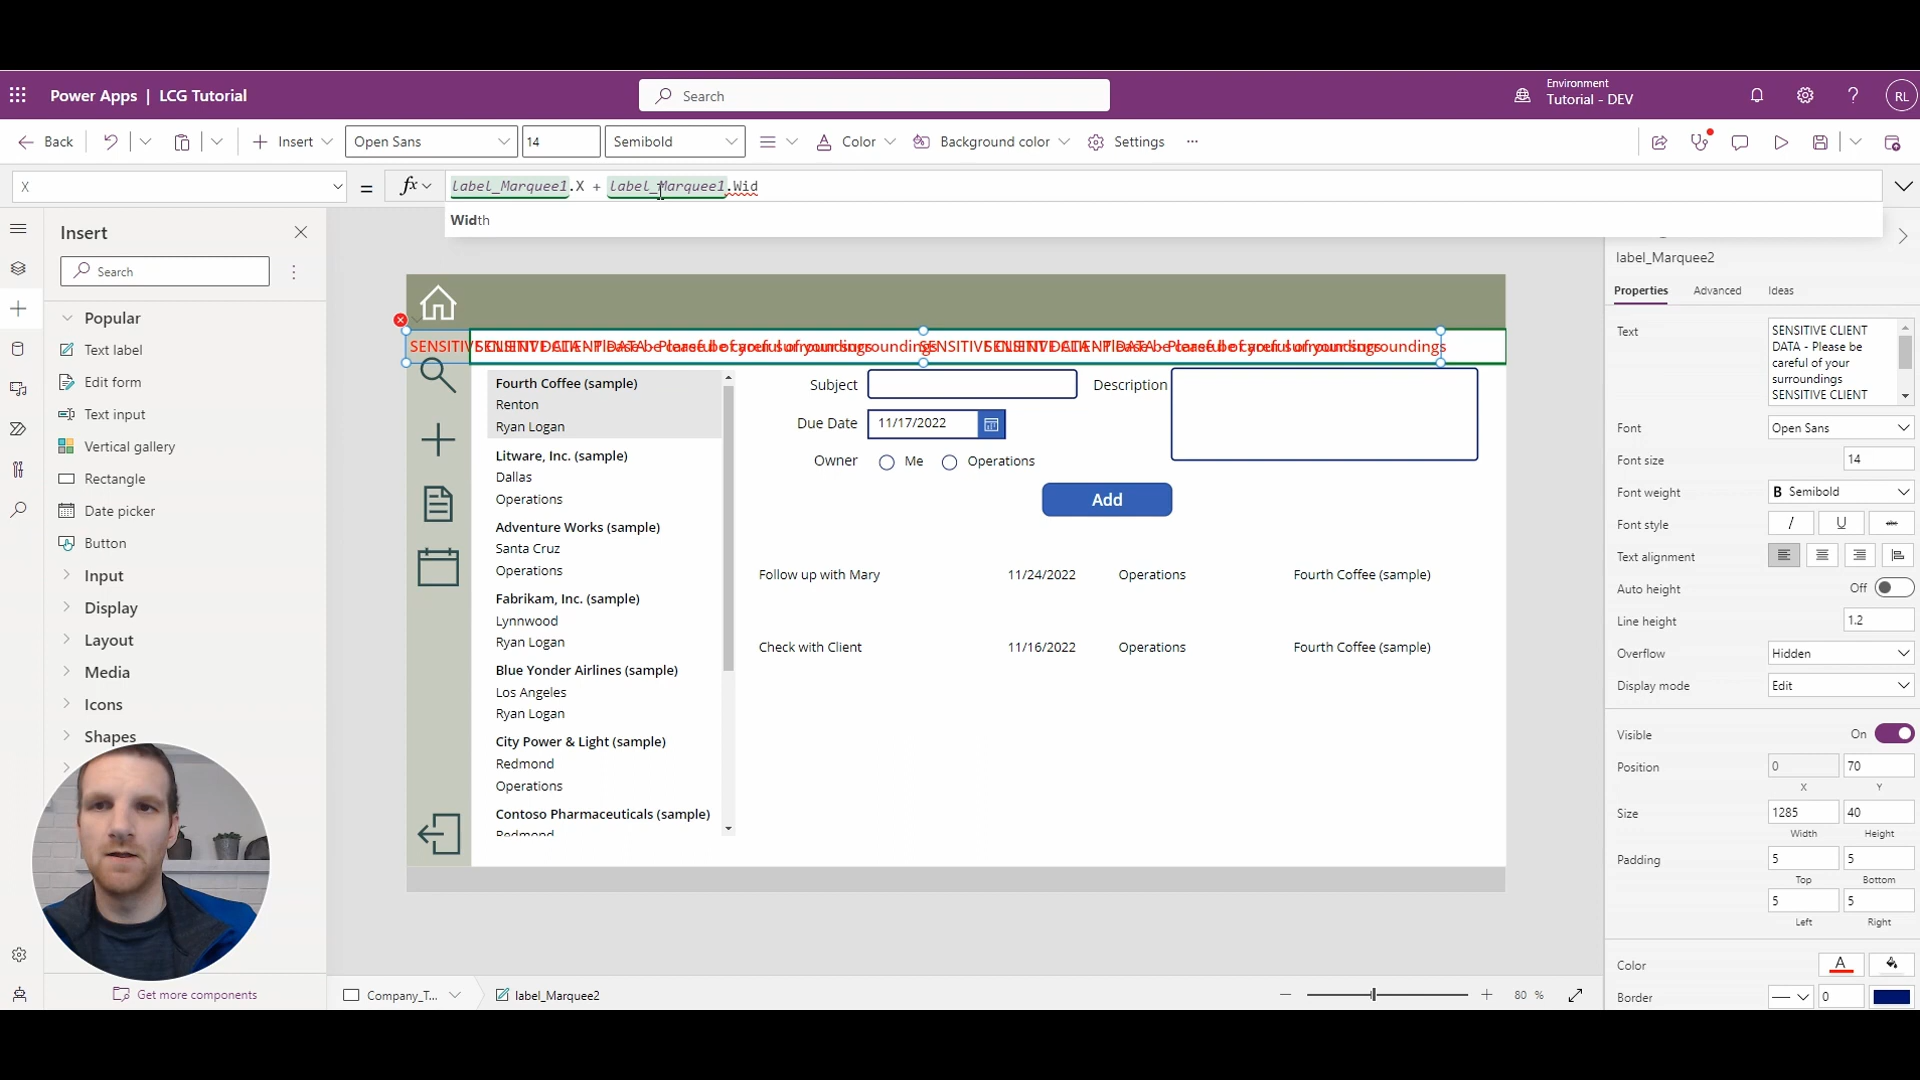 Power Apps | LCG Tutorial
Search
Environment
Tutorial - DEV
RL
Back
Insert
Open Sans
14
Semibold
Color
Background color
Settings
X
=
fx
label_Marquee1.X + label_Marquee1.Wid
Width
Insert
Search
Popular
Text label
Edit form
Text input
Vertical gallery
Rectangle
Date picker
Button
Input
Display
Layout
Media
Icons
Shapes
Get more components
Fourth Coffee (sample)
Renton
Ryan Logan
Litware, Inc. (sample)
Dallas
Operations
Adventure Works (sample)
Santa Cruz
Operations
Fabrikam, Inc. (sample)
Lynnwood
Ryan Logan
Blue Yonder Airlines (sample)
Los Angeles
Ryan Logan
City Power & Light (sample)
Redmond
Operations
Contoso Pharmaceuticals (sample)
Redmond
Subject
Description
Due Date
11/17/2022
Owner
Me
Operations
Add
Follow up with Mary 11/24/2022 Operations Fourth Coffee (sample)
Check with Client 11/16/2022 Operations Fourth Coffee (sample)
Company_T...
label_Marquee2
80 %
label_Marquee2
Properties
Advanced
Ideas
Text
SENSITIVE CLIENT
DATA - Please be
careful of your
surroundings
SENSITIVE CLIENT
Font
Open Sans
Font size
14
Font weight
B Semibold
Font style
Text alignment
Auto height
Off
Line height
1.2
Overflow
Hidden
Display mode
Edit
Visible
On
Position
0
70
X
Y
Size
1285
40
Width
Height
Padding
5
5
Top
Bottom
5
5
Left
Right
Color
A
Border
0